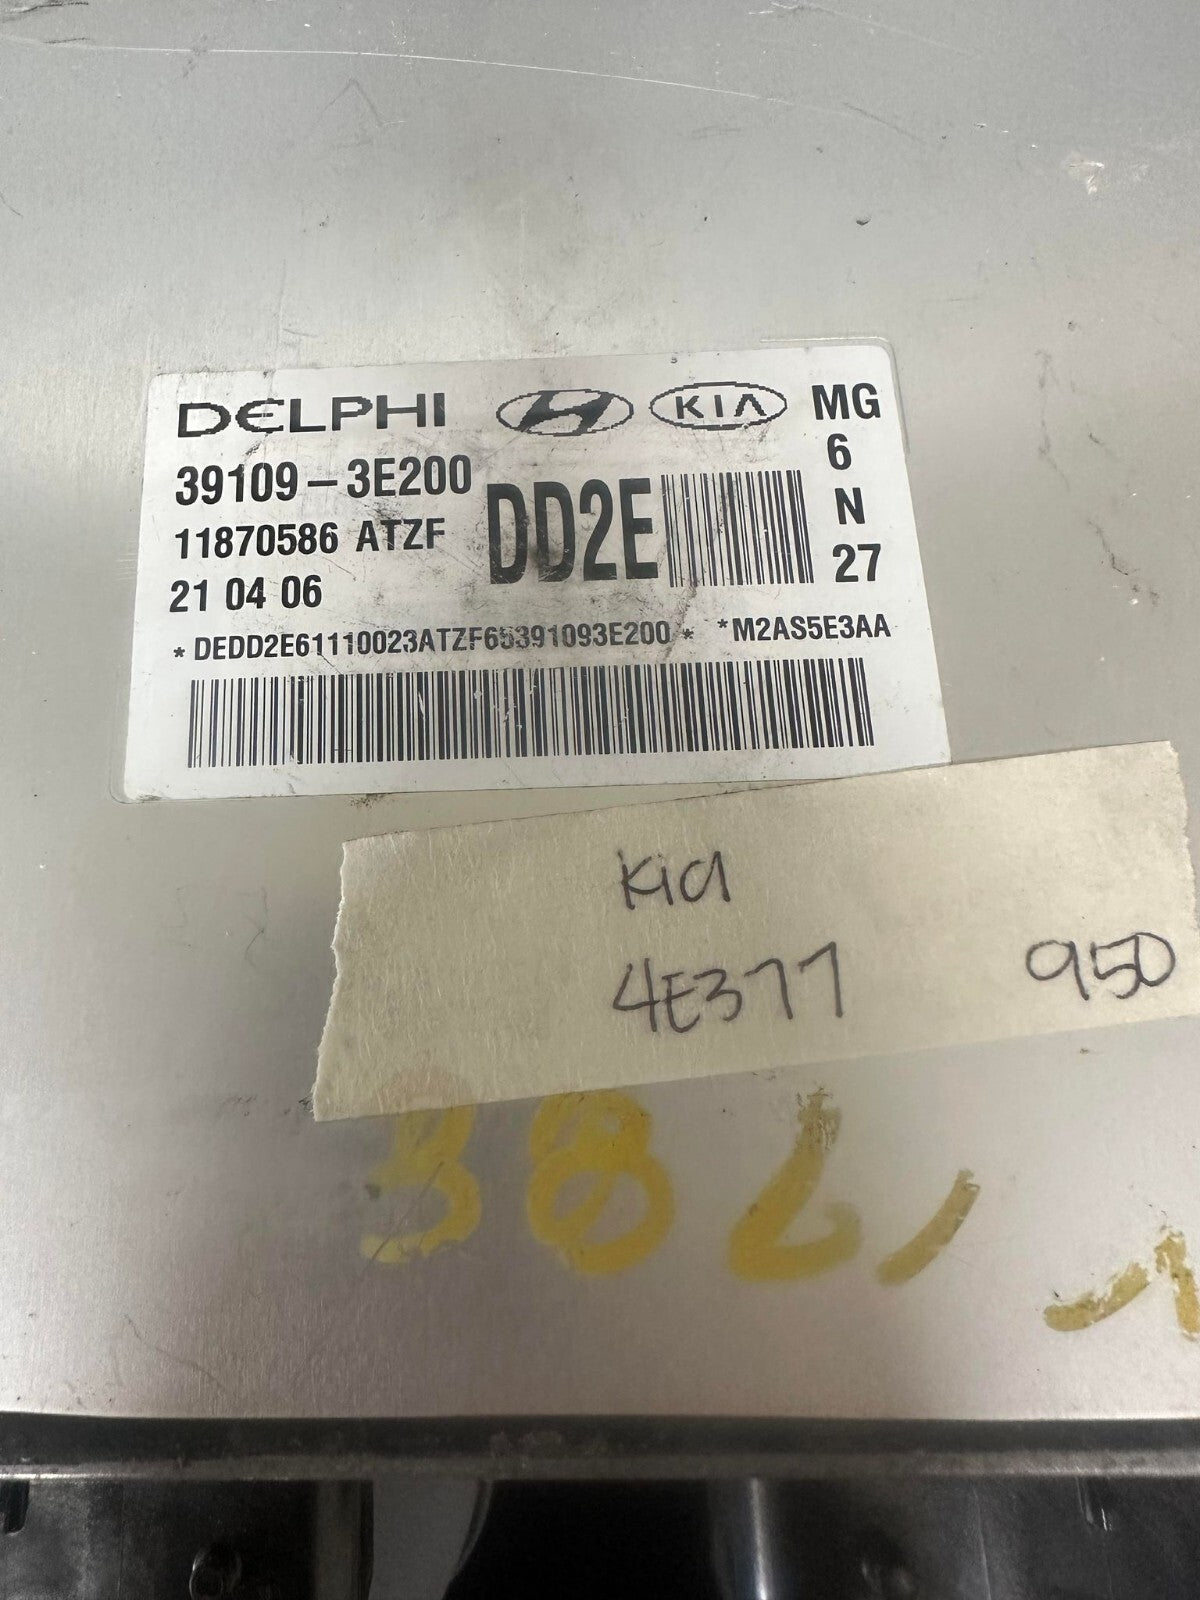 DELPHI KIA MG
39109-3E200 6
11870586 ATZF DD2E N
21 04 06 27
*DEDD2E61110023ATZF65391093E200* *M2AS5E3AA
Kia
4E377 950